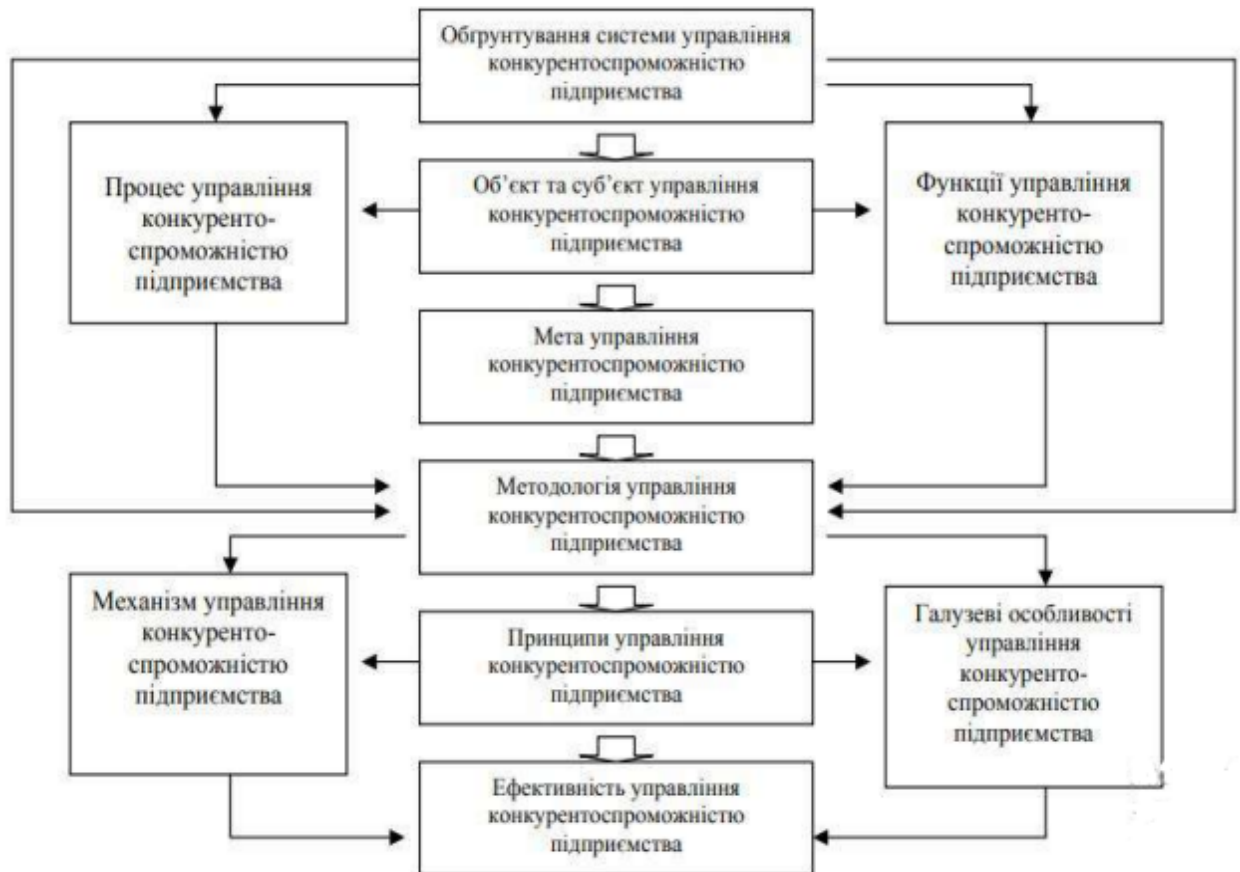 Обґрунтування системи управління
конкурентоспроможністю
підприємства
Процес управління
конкуренто-
спроможністю
підприємства
Об’єкт та суб’єкт управління
конкурентоспроможністю
підприємства
Функції управління
конкуренто-
спроможністю
підприємства
Мета управління
конкурентоспроможністю
підприємства
Методологія управління
конкурентоспроможністю
підприємства
Механізм управління
конкуренто-
спроможністю
підприємства
Принципи управління
конкурентоспроможністю
підприємства
Галузеві особливості
управління
конкуренто-
спроможністю
підприємства
Ефективність управління
конкурентоспроможністю
підприємства